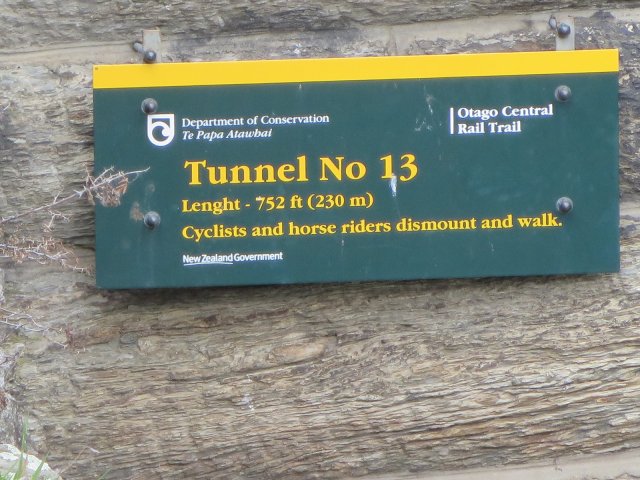 Department of Conservation
Te Papa Atawhai
Otago Central
Rail Trail
Tunnel No 13
Lenght - 752 ft (230 m)
Cyclists and horse riders dismount and walk.
New Zealand Government